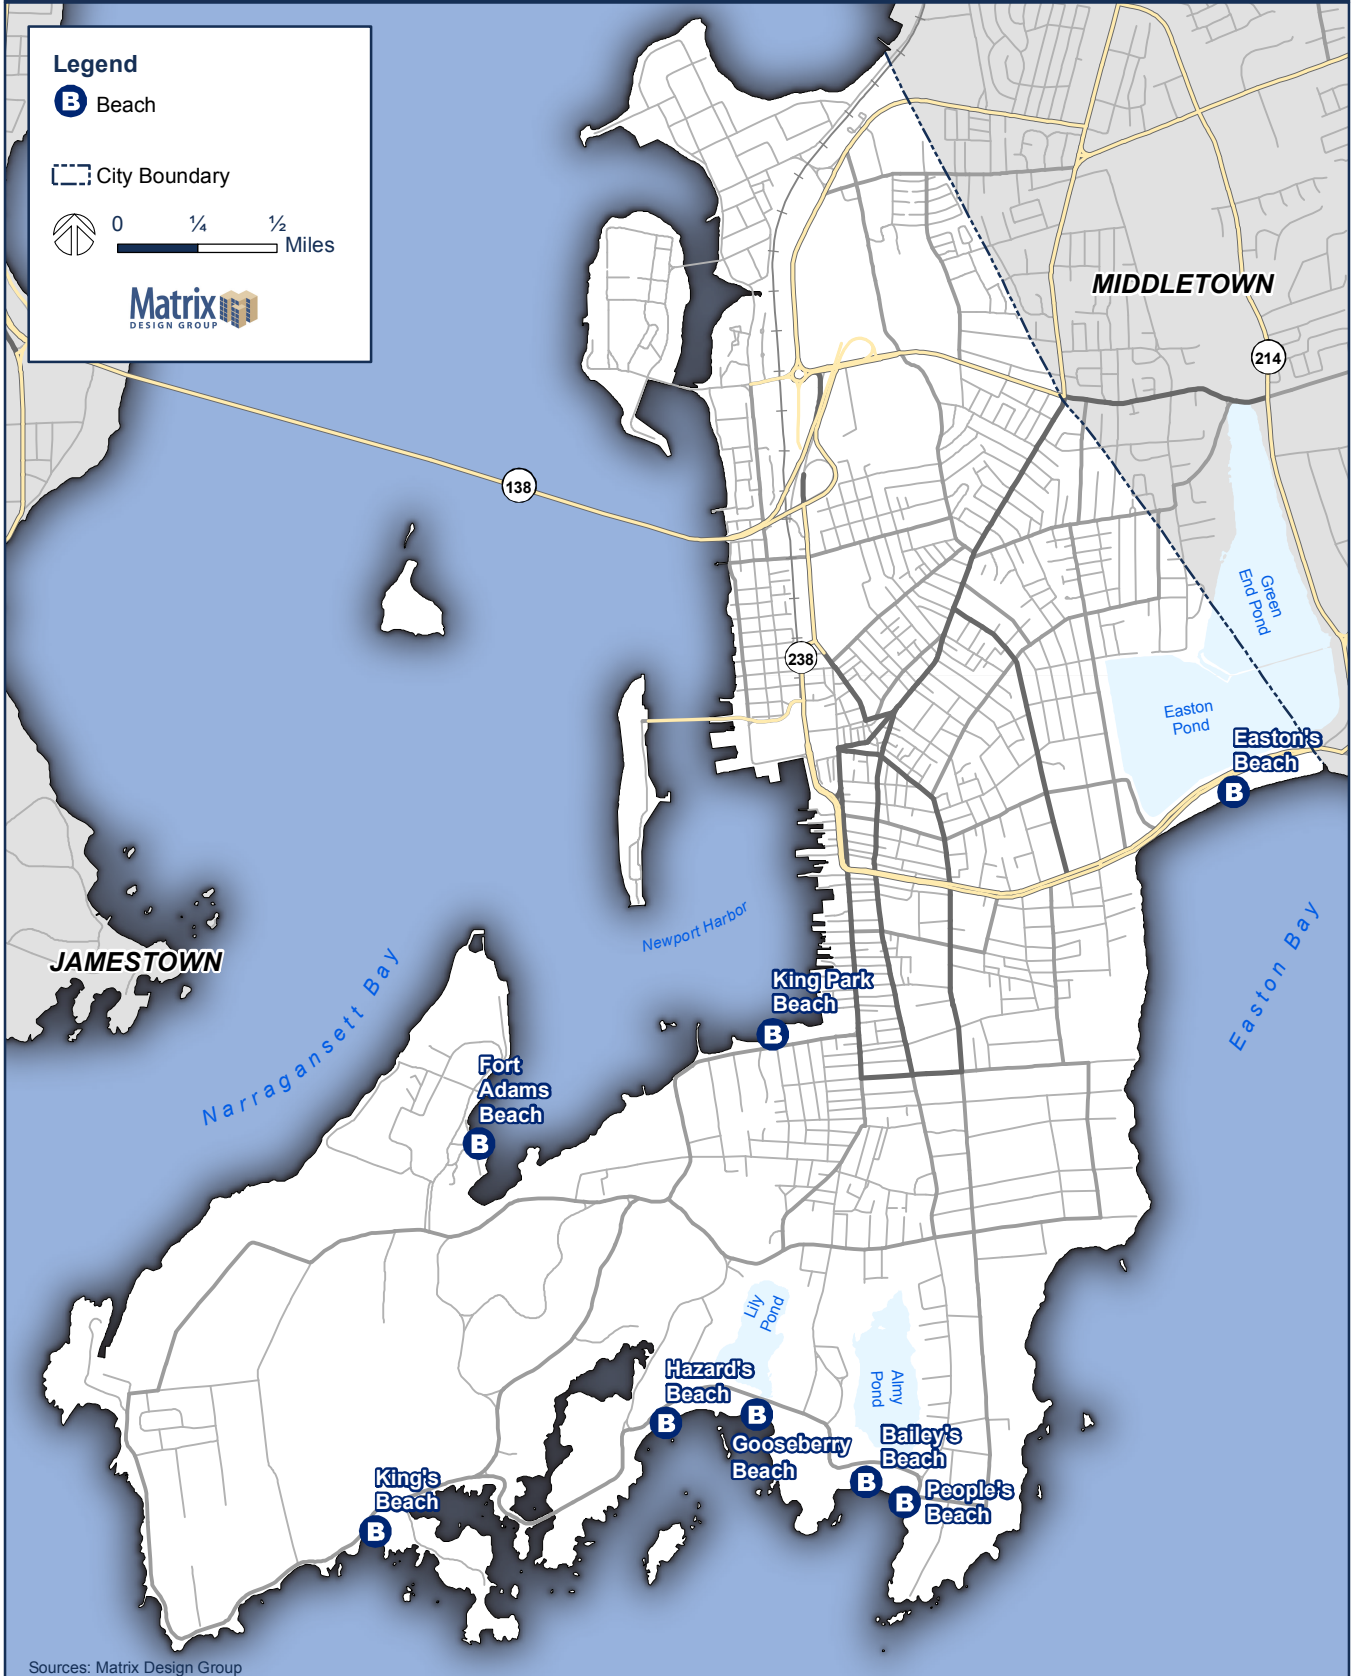 Legend
B Beach
City Boundary
0 ¼ ½
Miles
Matrix
DESIGN GROUP
MIDDLETOWN
214
138
Green
End Pond
238
Easton
Pond
Easton's
Beach
B
Newport Harbor
Easton Bay
JAMESTOWN
Narragansett Bay
King Park
Beach
B
Fort
Adams
Beach
B
Lily
Pond
Hazard's
Beach
B
Almy
Pond
B
Gooseberry
Beach
Bailey's
Beach
B
King's
Beach
B
People's
Beach
B
Sources: Matrix Design Group